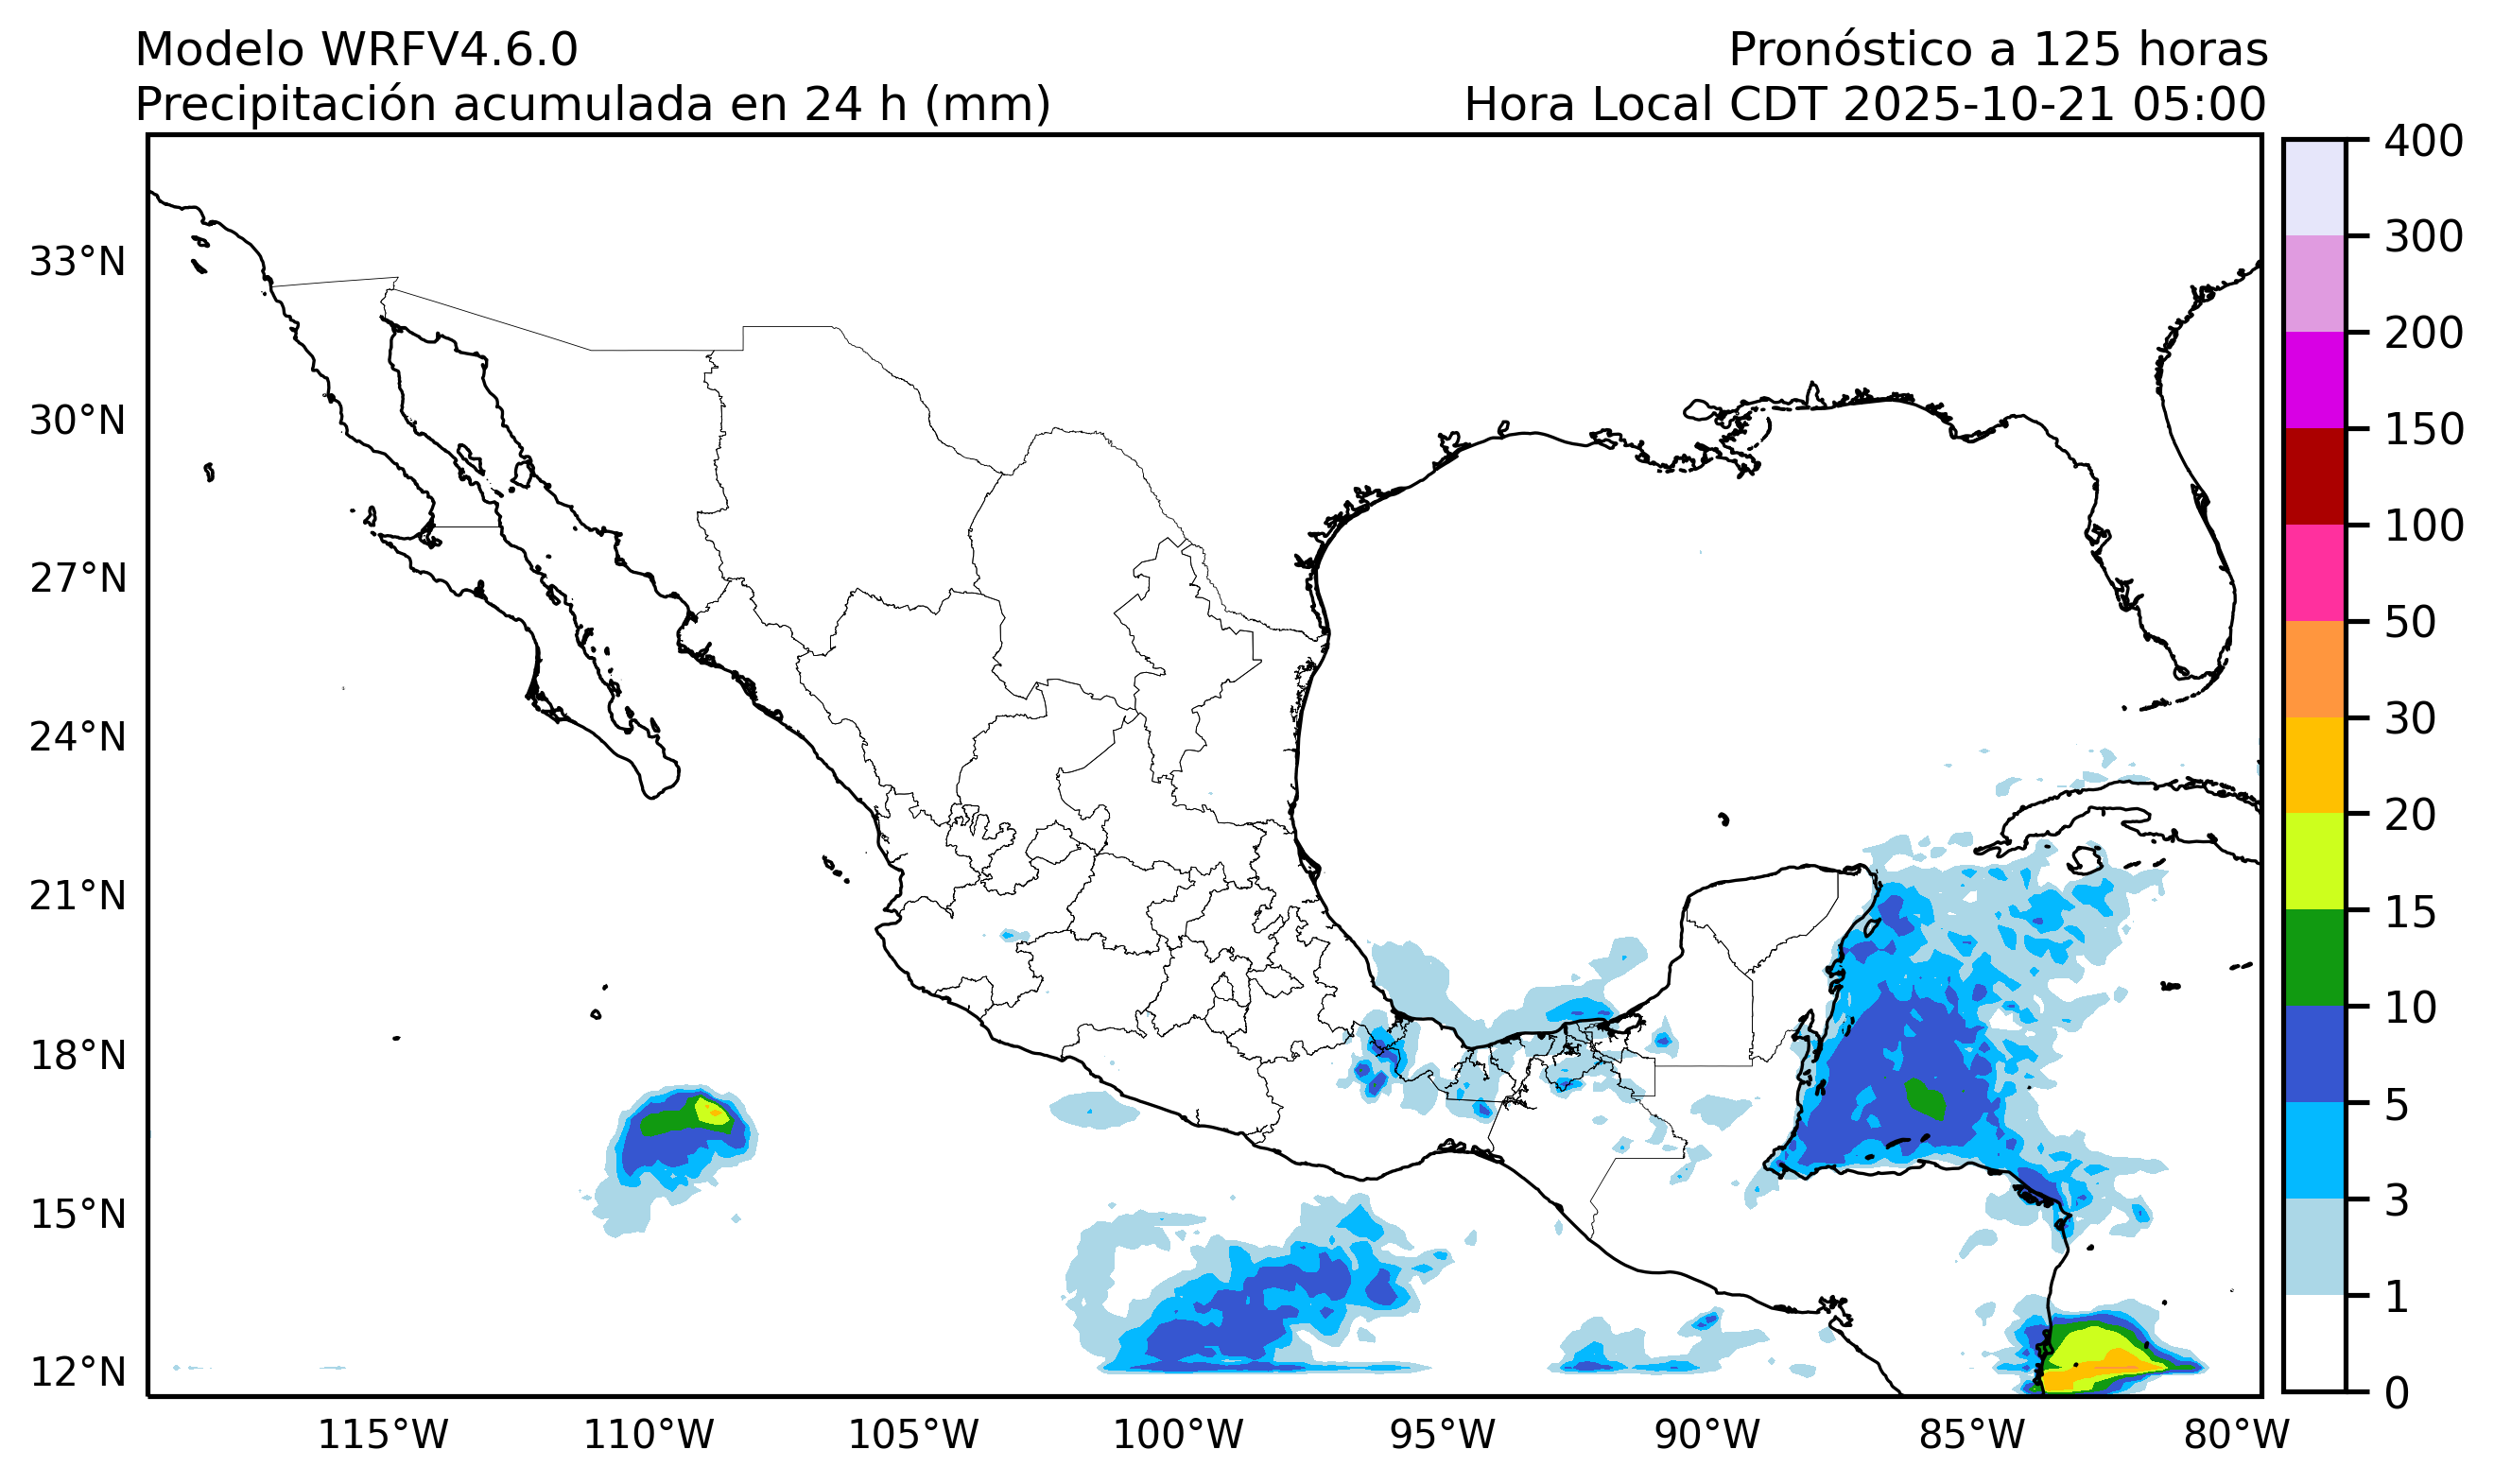 Modelo WRFV4.6.0
Pronóstico a 125 horas
Precipitación acumulada en 24 h (mm)
Hora Local CDT 2025-10-21 05:00
400
300
200
150
100
50
30
20
15
10
5
3
1
0
33°N
30°N
27°N
24°N
21°N
18°N
15°N
12°N
115°W
110°W
105°W
100°W
95°W
90°W
85°W
80°W